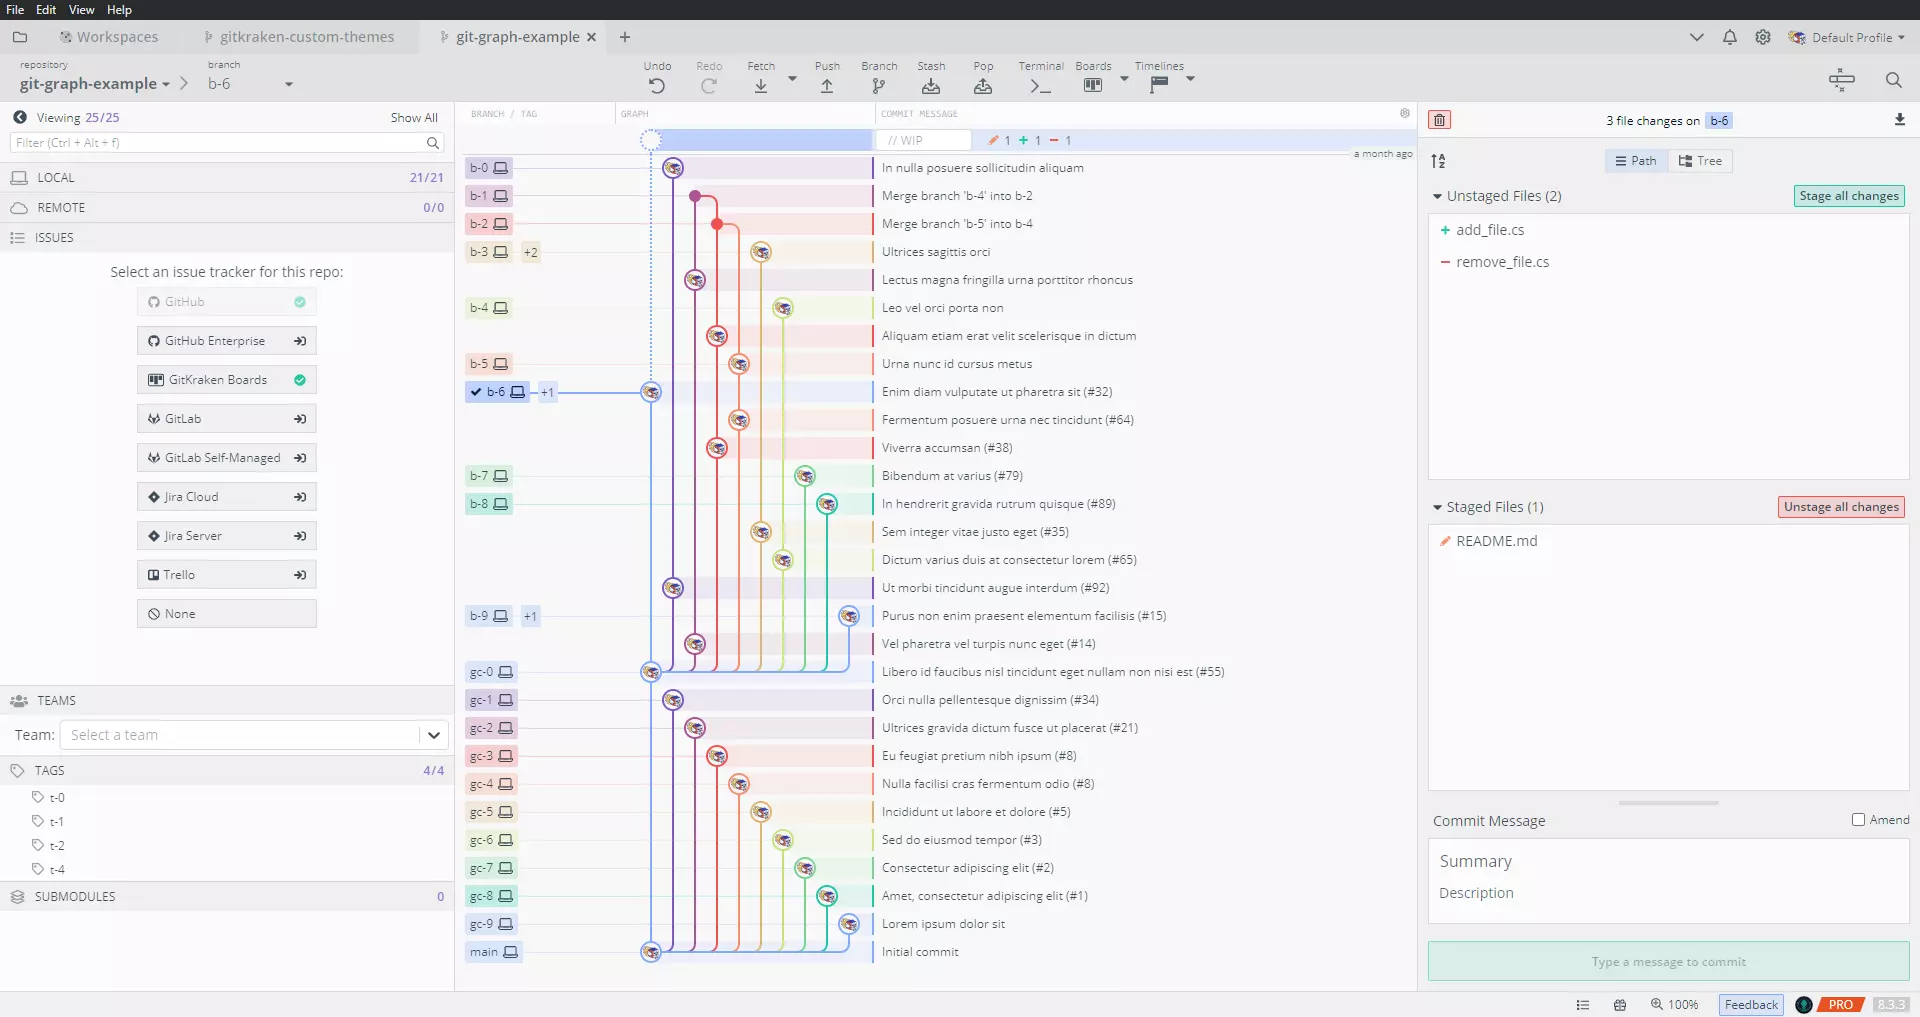 File Edit View Help
Workspaces gitkraken-custom-themes git-graph-example Default Profile
repository branch
git-graph-example b-6
Undo Redo Fetch Push Branch Stash Pop Terminal Boards Timelines
Viewing 25/25 Show All
Filter (Ctrl + Alt + f)
LOCAL 21/21
REMOTE 0/0
ISSUES
Select an issue tracker for this repo:
GitHub
GitHub Enterprise
GitKraken Boards
GitLab
GitLab Self-Managed
Jira Cloud
Jira Server
Trello
None
TEAMS
Team: Select a team
TAGS 4/4
t-0
t-1
t-2
t-4
SUBMODULES 0
BRANCH / TAG GRAPH COMMIT MESSAGE
// WIP 1 1 1
a month ago
b-0 In nulla posuere sollicitudin aliquam
b-1 Merge branch 'b-4' into b-2
b-2 Merge branch 'b-5' into b-4
b-3 +2 Ultrices sagittis orci
Lectus magna fringilla urna porttitor rhoncus
b-4 Leo vel orci porta non
Aliquam etiam erat velit scelerisque in dictum
b-5 Urna nunc id cursus metus
b-6 +1 Enim diam vulputate ut pharetra sit (#32)
Fermentum posuere urna nec tincidunt (#64)
Viverra accumsan (#38)
b-7 Bibendum at varius (#79)
b-8 In hendrerit gravida rutrum quisque (#89)
Sem integer vitae justo eget (#35)
Dictum varius duis at consectetur lorem (#65)
Ut morbi tincidunt augue interdum (#92)
b-9 +1 Purus non enim praesent elementum facilisis (#15)
Vel pharetra vel turpis nunc eget (#14)
gc-0 Libero id faucibus nisl tincidunt eget nullam non nisi est (#55)
gc-1 Orci nulla pellentesque dignissim (#34)
gc-2 Ultrices gravida dictum fusce ut placerat (#21)
gc-3 Eu feugiat pretium nibh ipsum (#8)
gc-4 Nulla facilisi cras fermentum odio (#8)
gc-5 Incididunt ut labore et dolore (#5)
gc-6 Sed do eiusmod tempor (#3)
gc-7 Consectetur adipiscing elit (#2)
gc-8 Amet, consectetur adipiscing elit (#1)
gc-9 Lorem ipsum dolor sit
main Initial commit
3 file changes on b-6
Path Tree
Unstaged Files (2) Stage all changes
add_file.cs
remove_file.cs
Staged Files (1) Unstage all changes
README.md
Commit Message Amend
Summary
Description
Type a message to commit
100% Feedback PRO 8.3.3